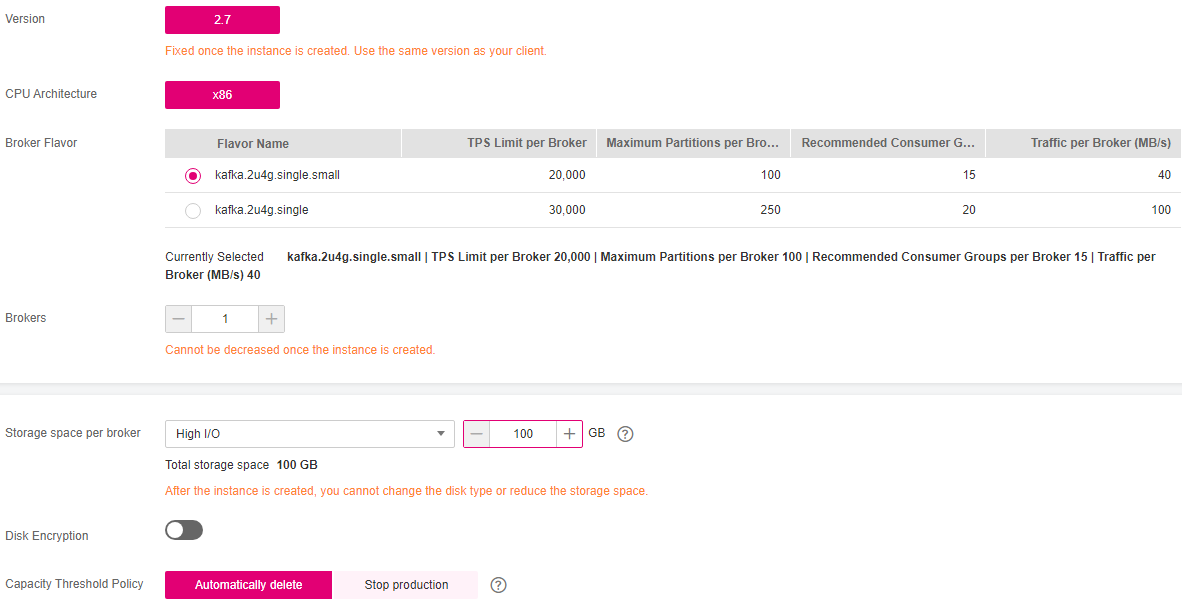 Version 2.7
Fixed once the instance is created. Use the same version as your client.
CPU Architecture x86
Broker Flavor Flavor Name TPS Limit per Broker Maximum Partitions per Bro... Recommended Consumer G... Traffic per Broker (MB/s)
kafka.2u4g.single.small 20,000 100 15 40
kafka.2u4g.single 30,000 250 20 100
Currently Selected kafka.2u4g.single.small | TPS Limit per Broker 20,000 | Maximum Partitions per Broker 100 | Recommended Consumer Groups per Broker 15 | Traffic per
Broker (MB/s) 40
Brokers — 1 +
Cannot be decreased once the instance is created.
Storage space per broker High I/O — 100 + GB ?
Total storage space 100 GB
After the instance is created, you cannot change the disk type or reduce the storage space.
Disk Encryption
Capacity Threshold Policy Automatically delete Stop production ?